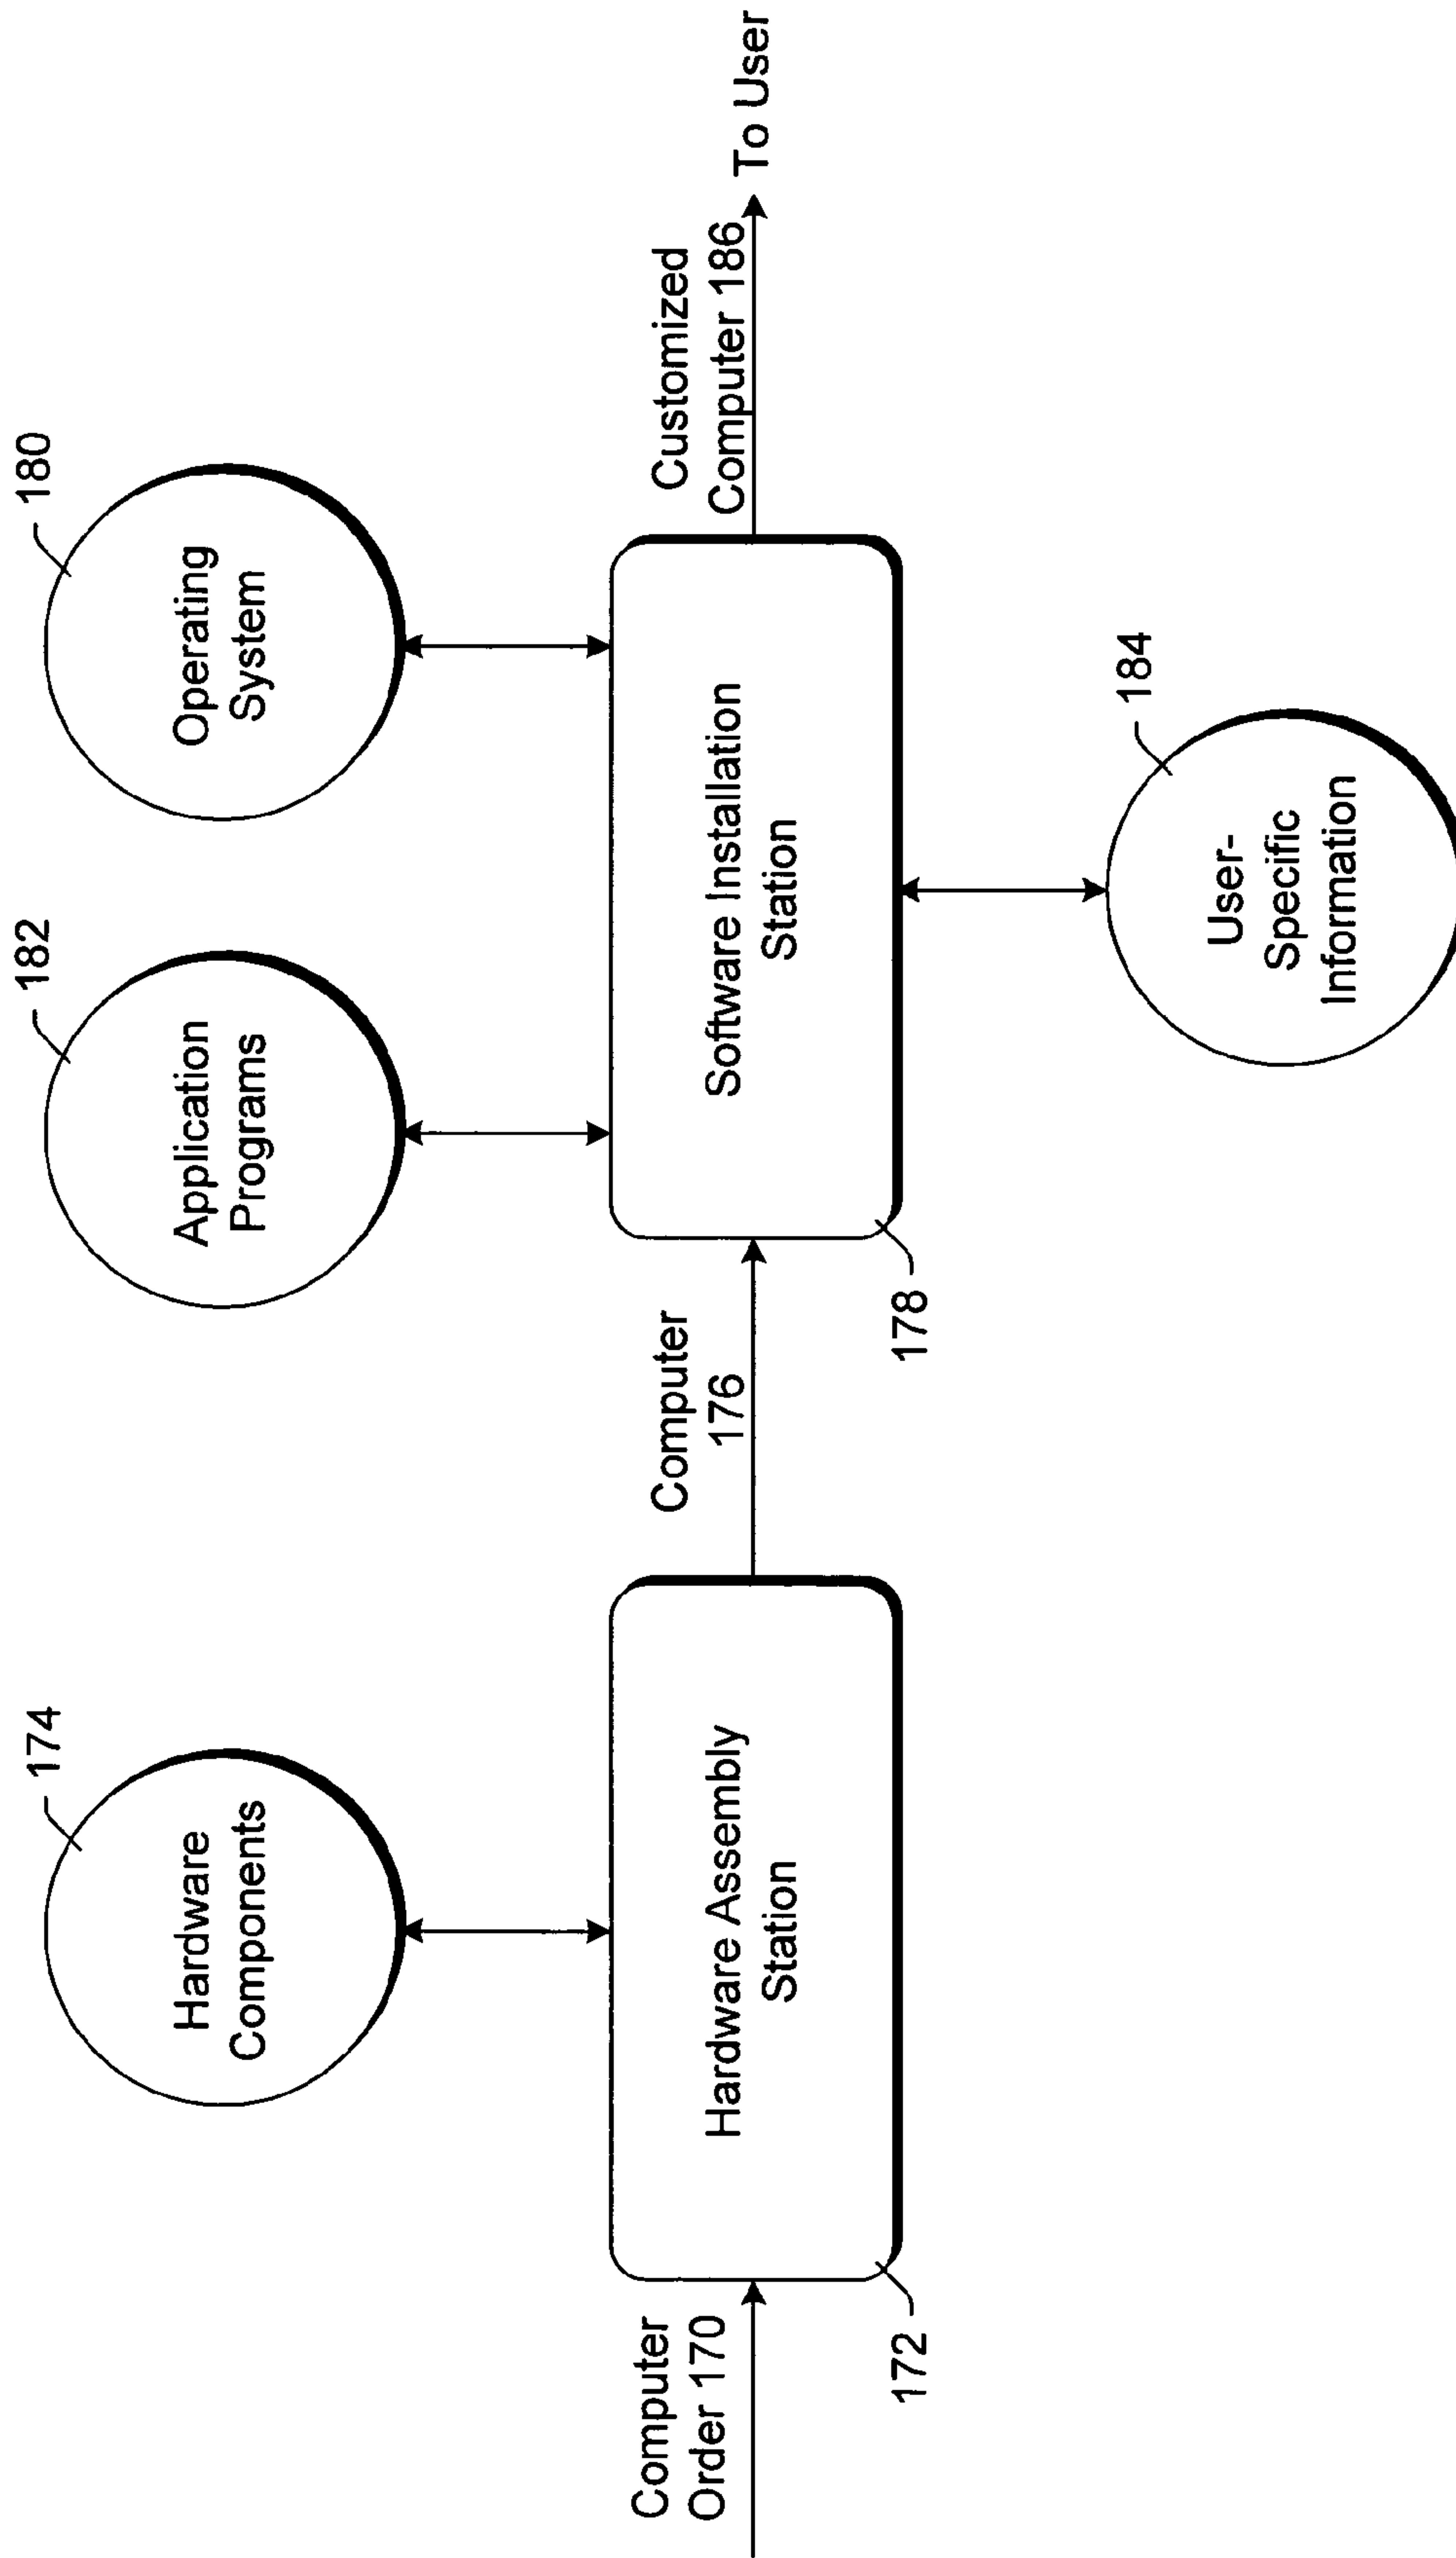 174
Hardware
Components
182
Application
Programs
180
Operating
System
Computer
Order 170
Hardware Assembly
Station
172
Computer
176
Software Installation
Station
178
Customized
Computer 186
To User
184
User-
Specific
Information